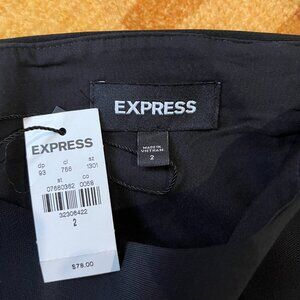 EXPRESS
MADE IN
VIETNAM
2
EXPRESS
dp cl sz
93 766 1301
st co
07660362 0058
32306422
2
$78.00